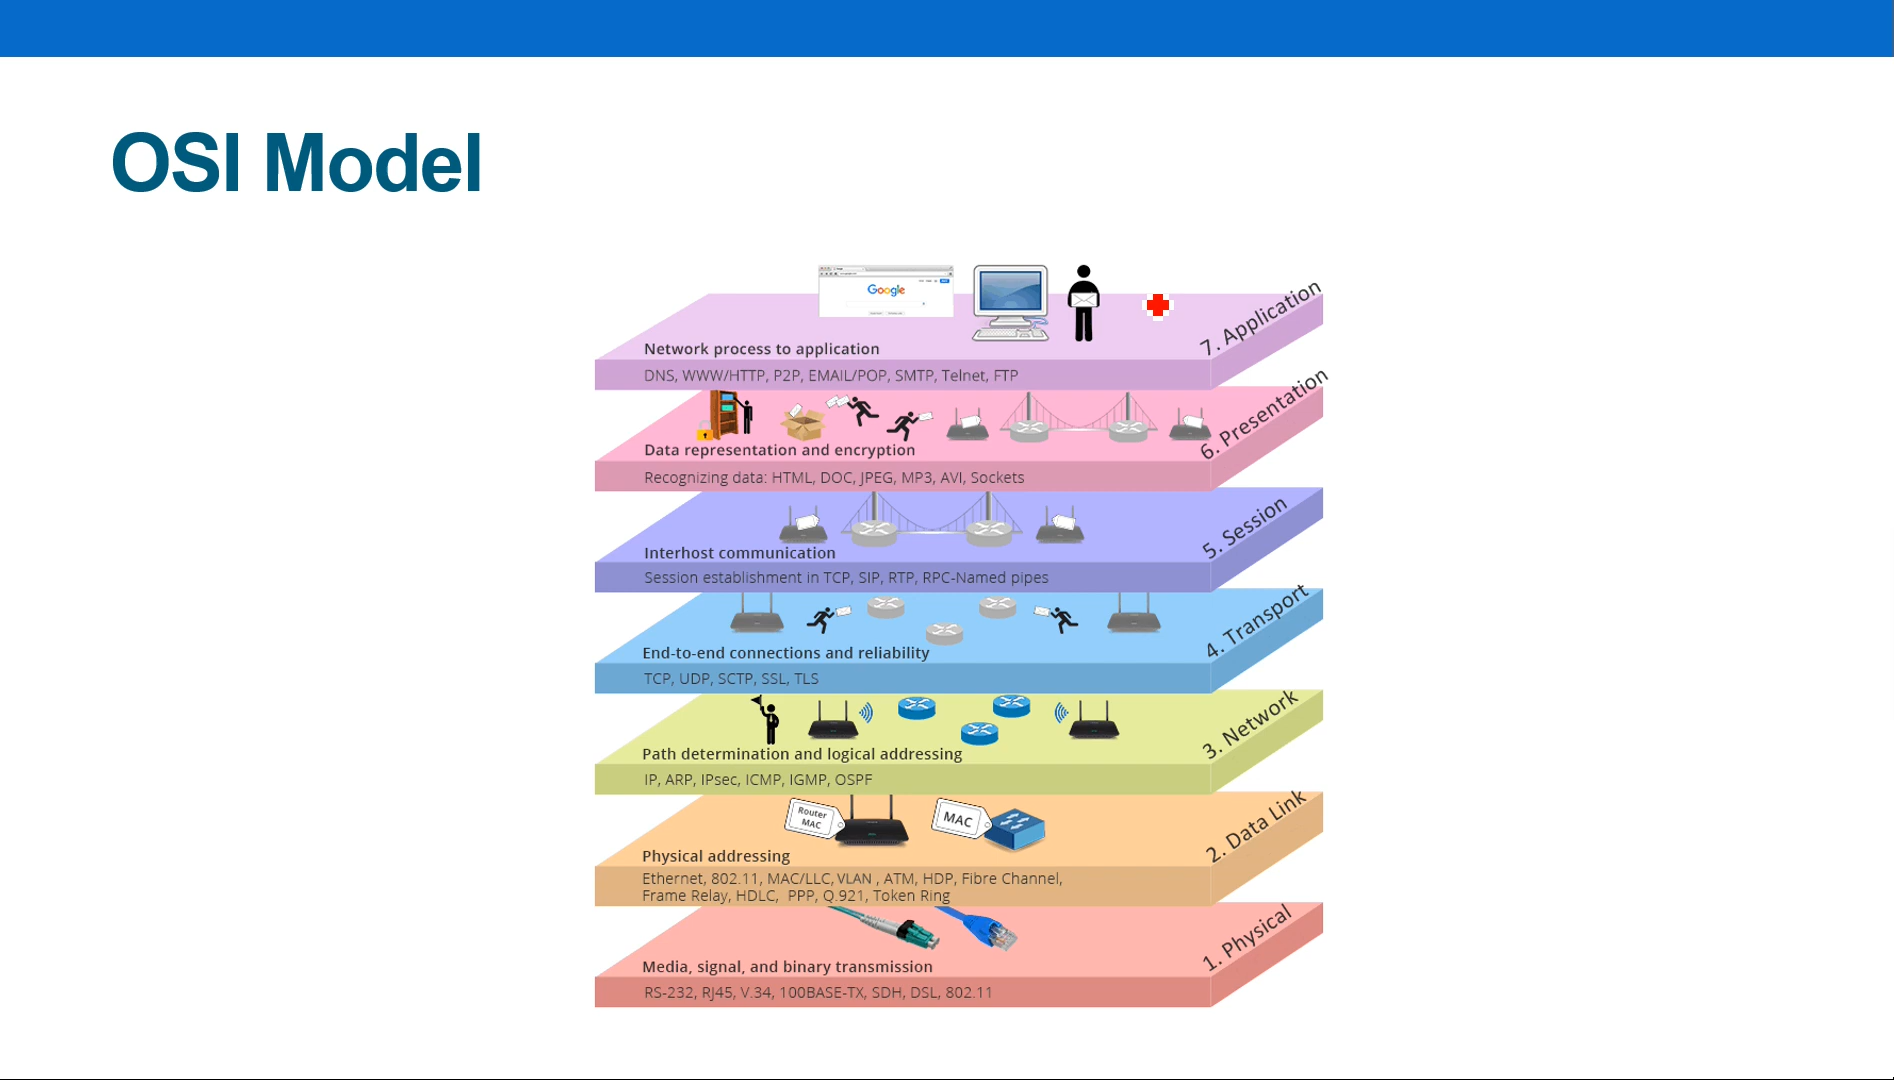 OSI Model
Google
7. Application
Network process to application
DNS, WWW/HTTP, P2P, EMAIL/POP, SMTP, Telnet, FTP
6. Presentation
Data representation and encryption
Recognizing data: HTML, DOC, JPEG, MP3, AVI, Sockets
5. Session
Interhost communication
Session establishment in TCP, SIP, RTP, RPC-Named pipes
4. Transport
End-to-end connections and reliability
TCP, UDP, SCTP, SSL, TLS
3. Network
Path determination and logical addressing
IP, ARP, IPsec, ICMP, IGMP, OSPF
Router
MAC
MAC
2. Data Link
Physical addressing
Ethernet, 802.11, MAC/LLC, VLAN , ATM, HDP, Fibre Channel,
Frame Relay, HDLC, PPP, Q.921, Token Ring
1. Physical
Media, signal, and binary transmission
RS-232, RJ45, V.34, 100BASE-TX, SDH, DSL, 802.11